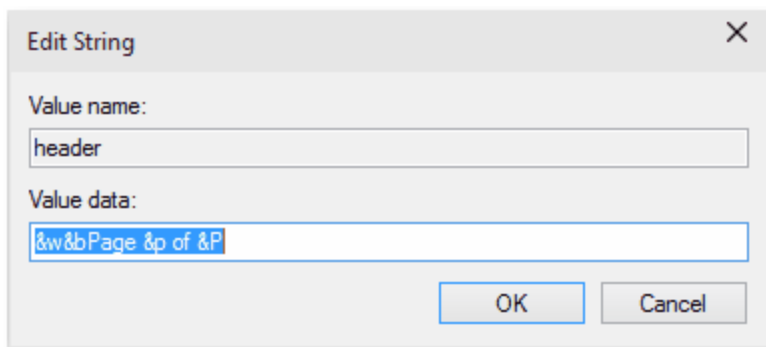 Edit String
Value name:
header
Value data:
&w&bPage &p of &P
OK Cancel